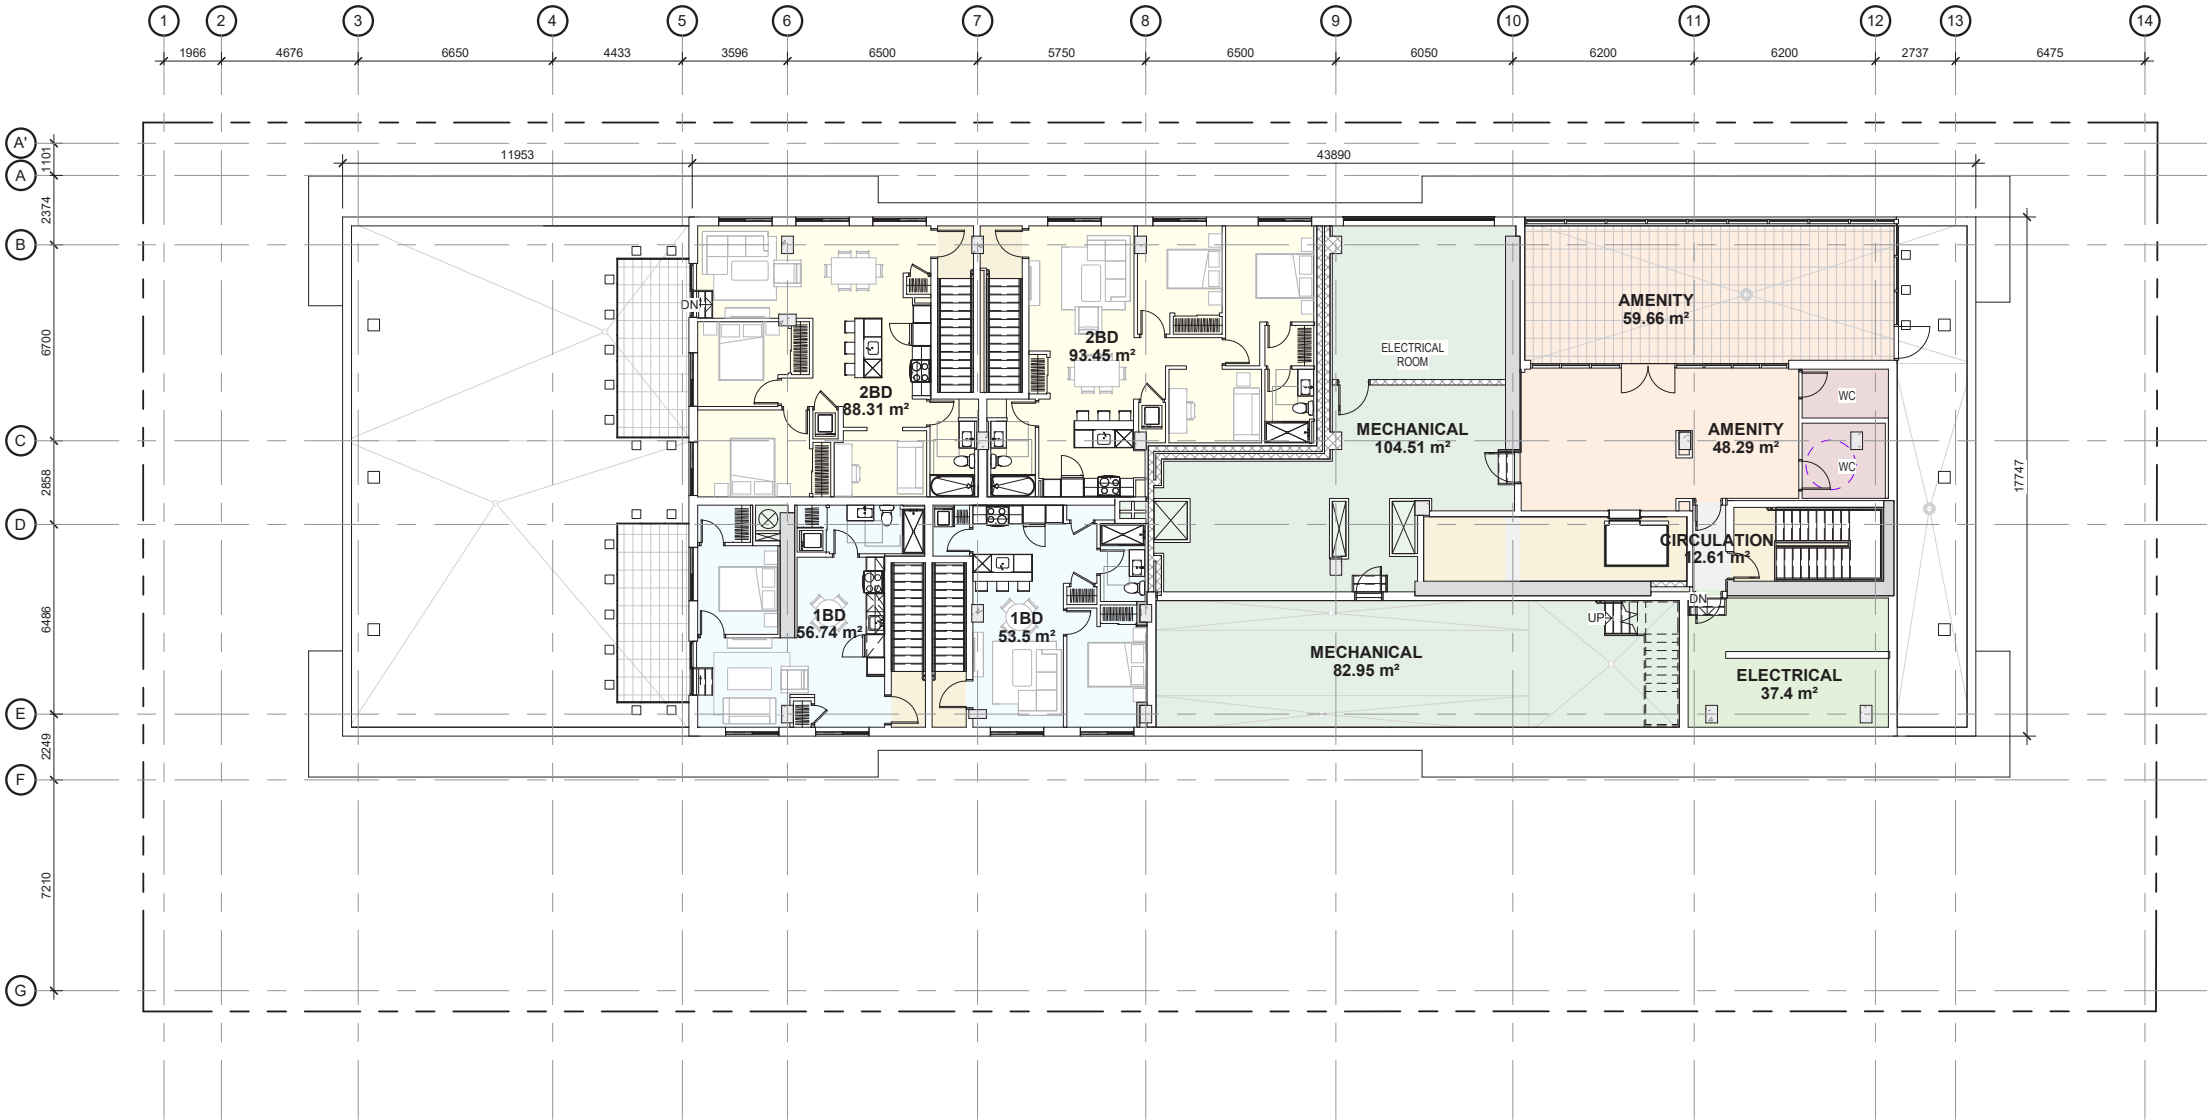 1 2 3 4 5 6 7 8 9 10 11 12 13 14
1966 4676 6650 4433 3596 6500 5750 6500 6050 6200 6200 2737 6475
A'
1101
A
11953 43890
2374
B
6700
C
2858
D
6486
E
2249
F
7210
G
17747
DN
AMENITY
59.66 m²
2BD
93.45 m²
ELECTRICAL
ROOM
2BD
88.31 m²
WC
MECHANICAL
104.51 m²
AMENITY
48.29 m²
WC
CIRCULATION
12.61 m²
DN
UP
1BD
56.74 m²
1BD
53.5 m²
MECHANICAL
82.95 m²
ELECTRICAL
37.4 m²